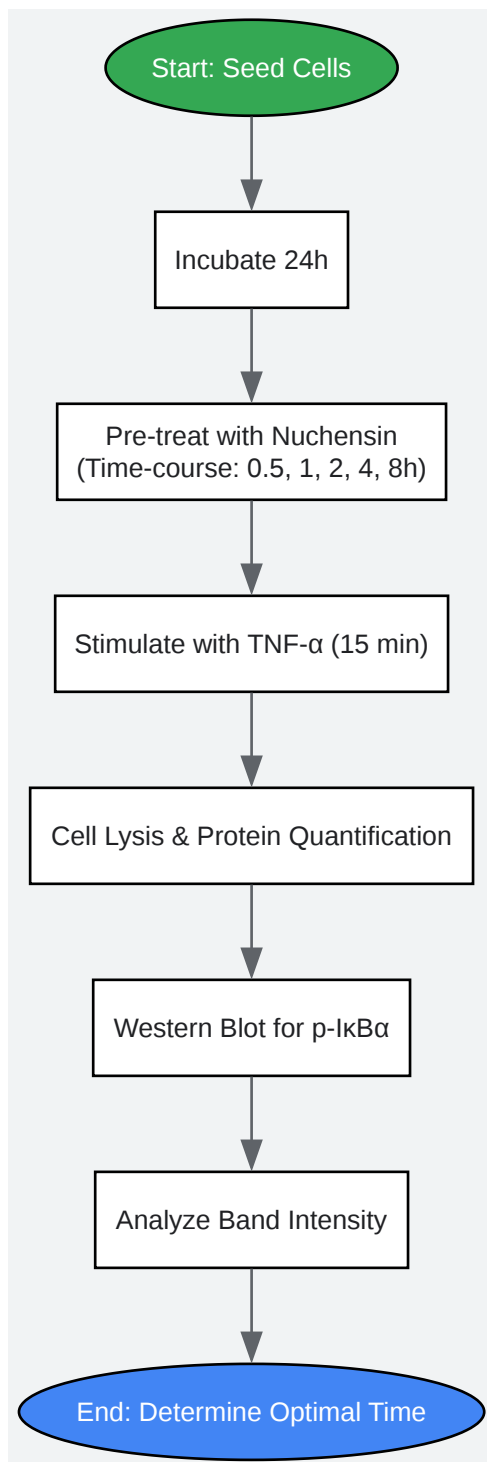 Start: Seed Cells
Incubate 24h
Pre-treat with Nuchensin
(Time-course: 0.5, 1, 2, 4, 8h)
Stimulate with TNF-α (15 min)
Cell Lysis & Protein Quantification
Western Blot for p-IκBα
Analyze Band Intensity
End: Determine Optimal Time